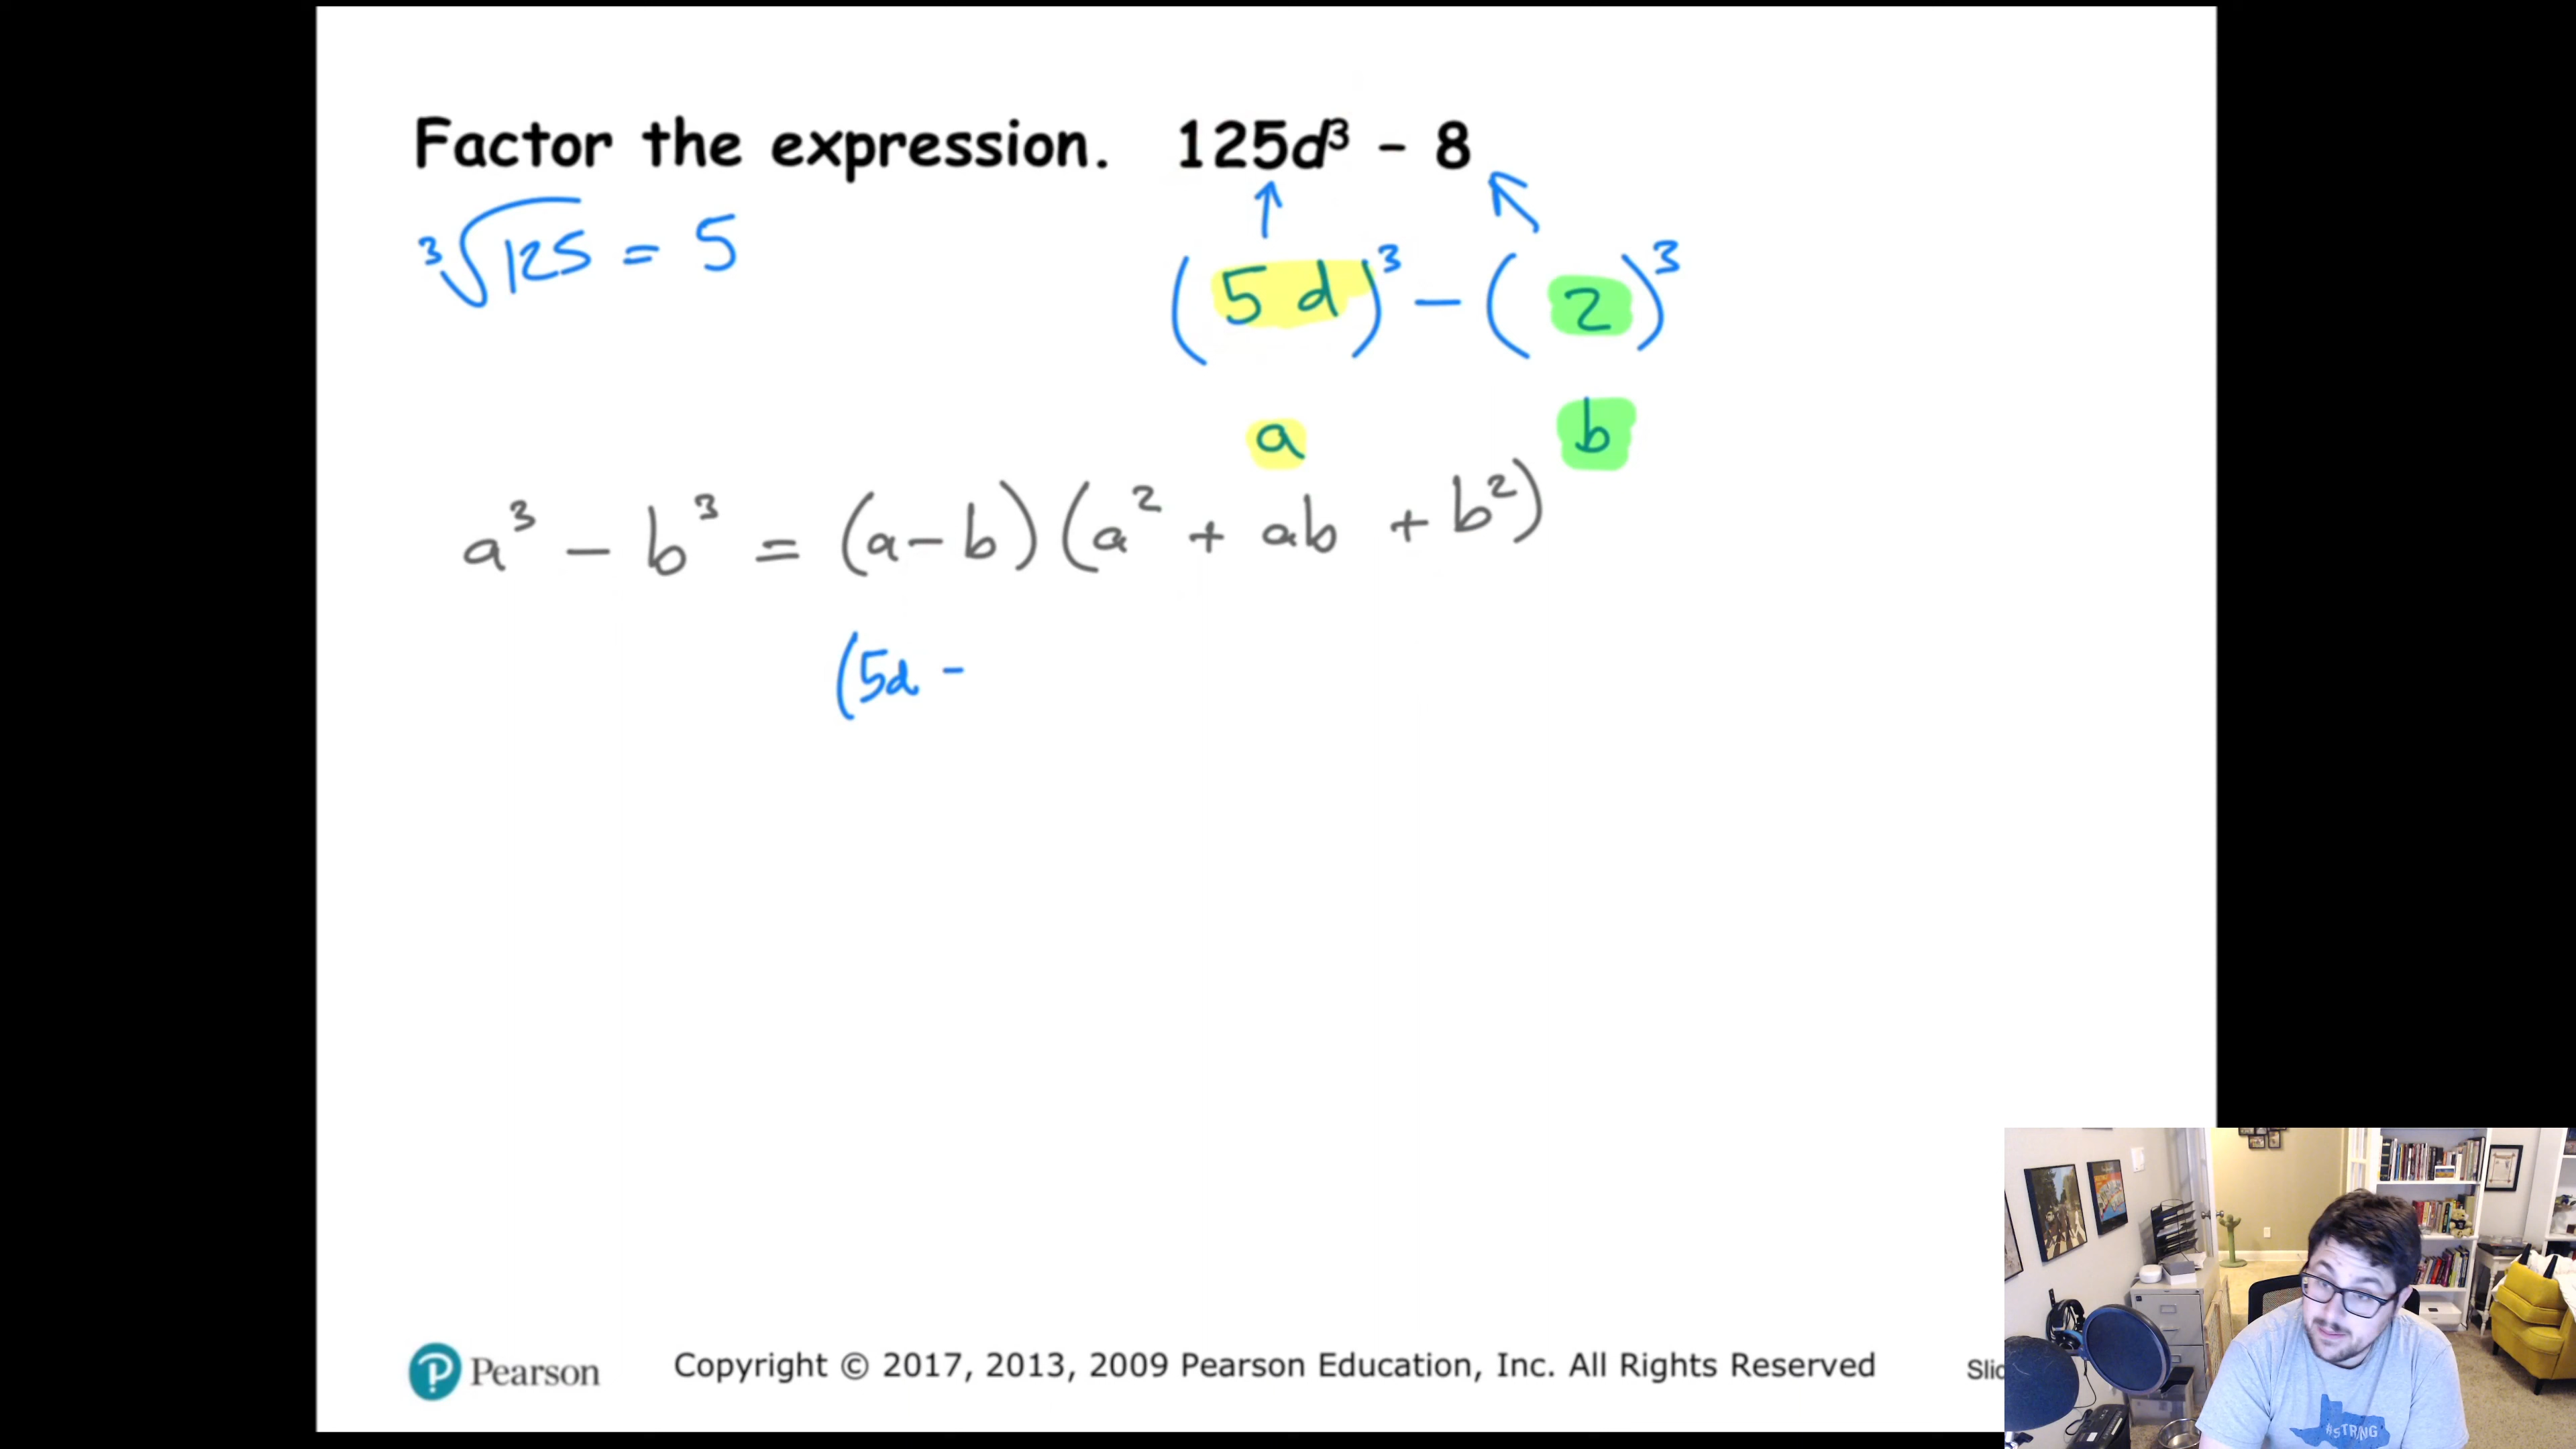 Factor the expression. 125d³ – 8
³√125 = 5
(5d)³ – (2)³
a b
a³ – b³ = (a–b)(a² + ab + b²)
(5d –
Pearson
Copyright © 2017, 2013, 2009 Pearson Education, Inc. All Rights Reserved